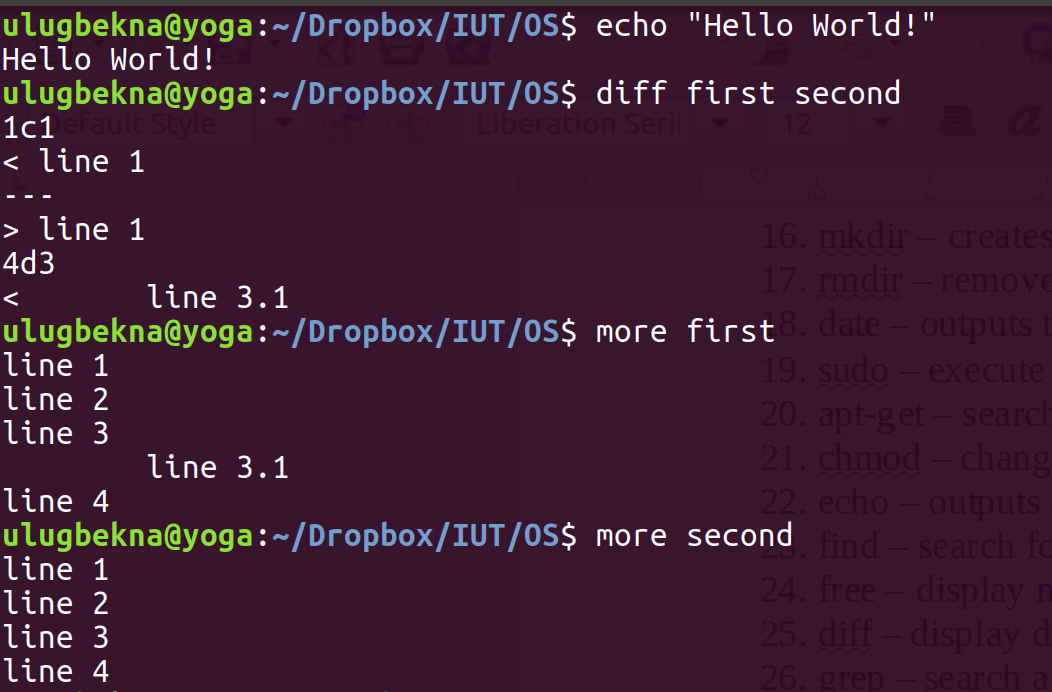 ulugbekna@yoga:~/Dropbox/IUT/OS$ echo "Hello World!"
Hello World!
ulugbekna@yoga:~/Dropbox/IUT/OS$ diff first second
1c1
< line 1
---
> line 1
4d3
<        line 3.1
ulugbekna@yoga:~/Dropbox/IUT/OS$ more first
line 1
line 2
line 3
        line 3.1
line 4
ulugbekna@yoga:~/Dropbox/IUT/OS$ more second
line 1
line 2
line 3
line 4
Default Style
Liberation Seri
12
16. mkdir – creates
17. rmdir – remove
18. date – outputs t
19. sudo – execute
20. apt-get – search
21. chmod – chang
22. echo – outputs
23. find – search fo
24. free – display
25. diff – display d
26. grep – search a